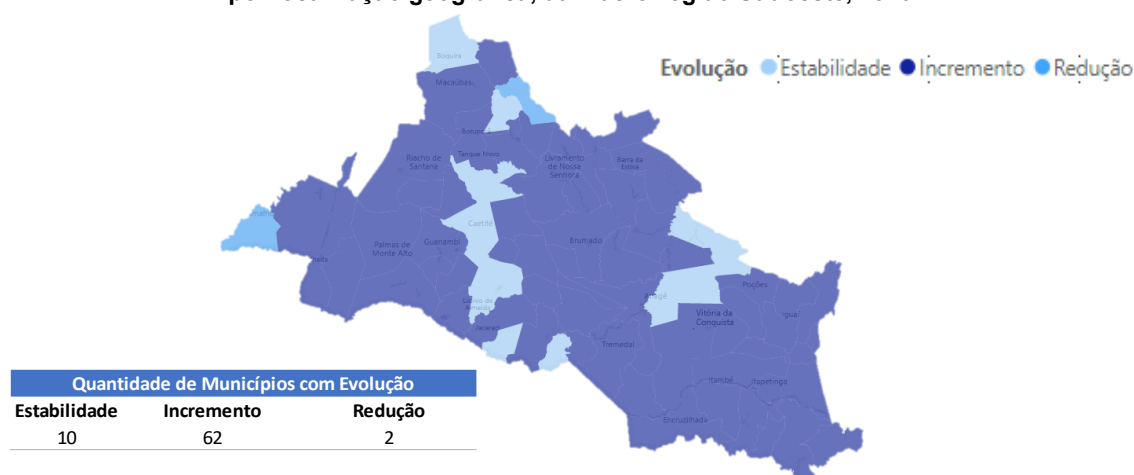 Evolução Estabilidade Incremento Redução
Boquira
Macaúbas
Botuporã
Tanque Novo
Riacho de
Santana
Livramento
de Nossa
Senhora
Barra da
Estiva
Caetité
Guanambi
Palmas de
Monte Alto
Brumado
Poções
Vitória da
Conquista
Iguaí
Tremedal
Itambé
Itapetinga
Encruzilhada
Quantidade de Municípios com Evolução
Estabilidade Incremento Redução
10 62 2